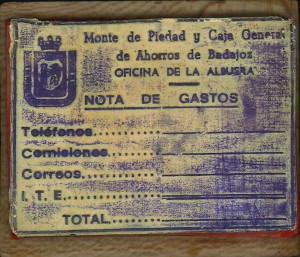 Monte de Piedad y Caja General
de Ahorros de Badajoz
OFICINA DE LA ALBUERA
NOTA DE GASTOS
Teléfonos
Comisiones
Correos
I. T. E.
TOTAL